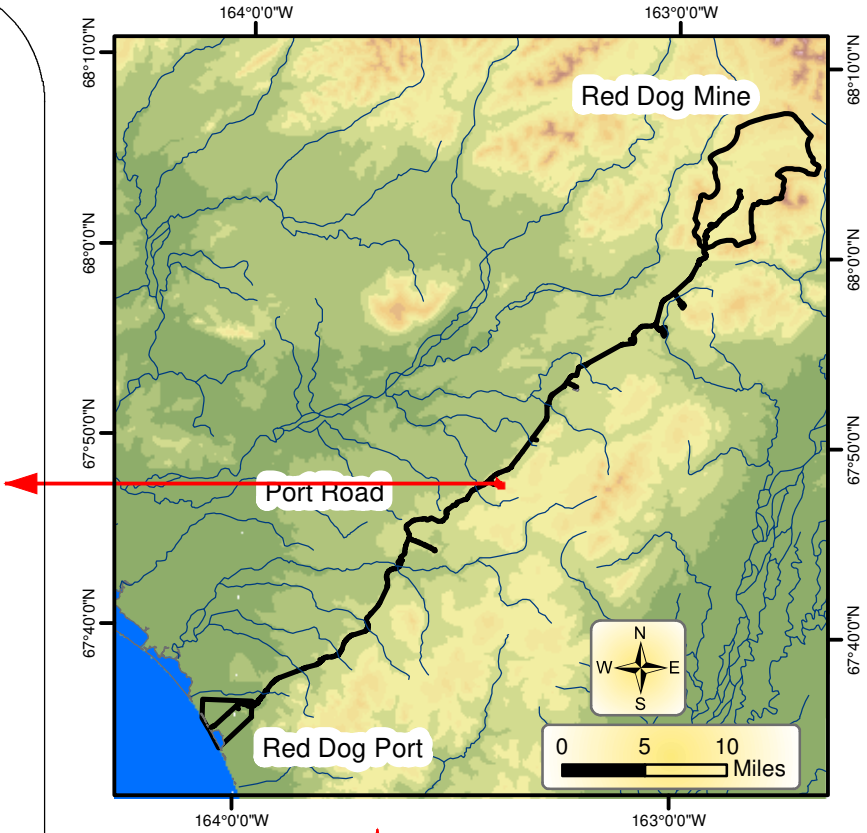 164°0'0"W
163°0'0"W
68°10'0"N
68°10'0"N
Red Dog Mine
68°0'0"N
68°0'0"N
67°50'0"N
67°50'0"N
Port Road
67°40'0"N
67°40'0"N
N
W
E
S
Red Dog Port
0
5
10
Miles
164°0'0"W
163°0'0"W